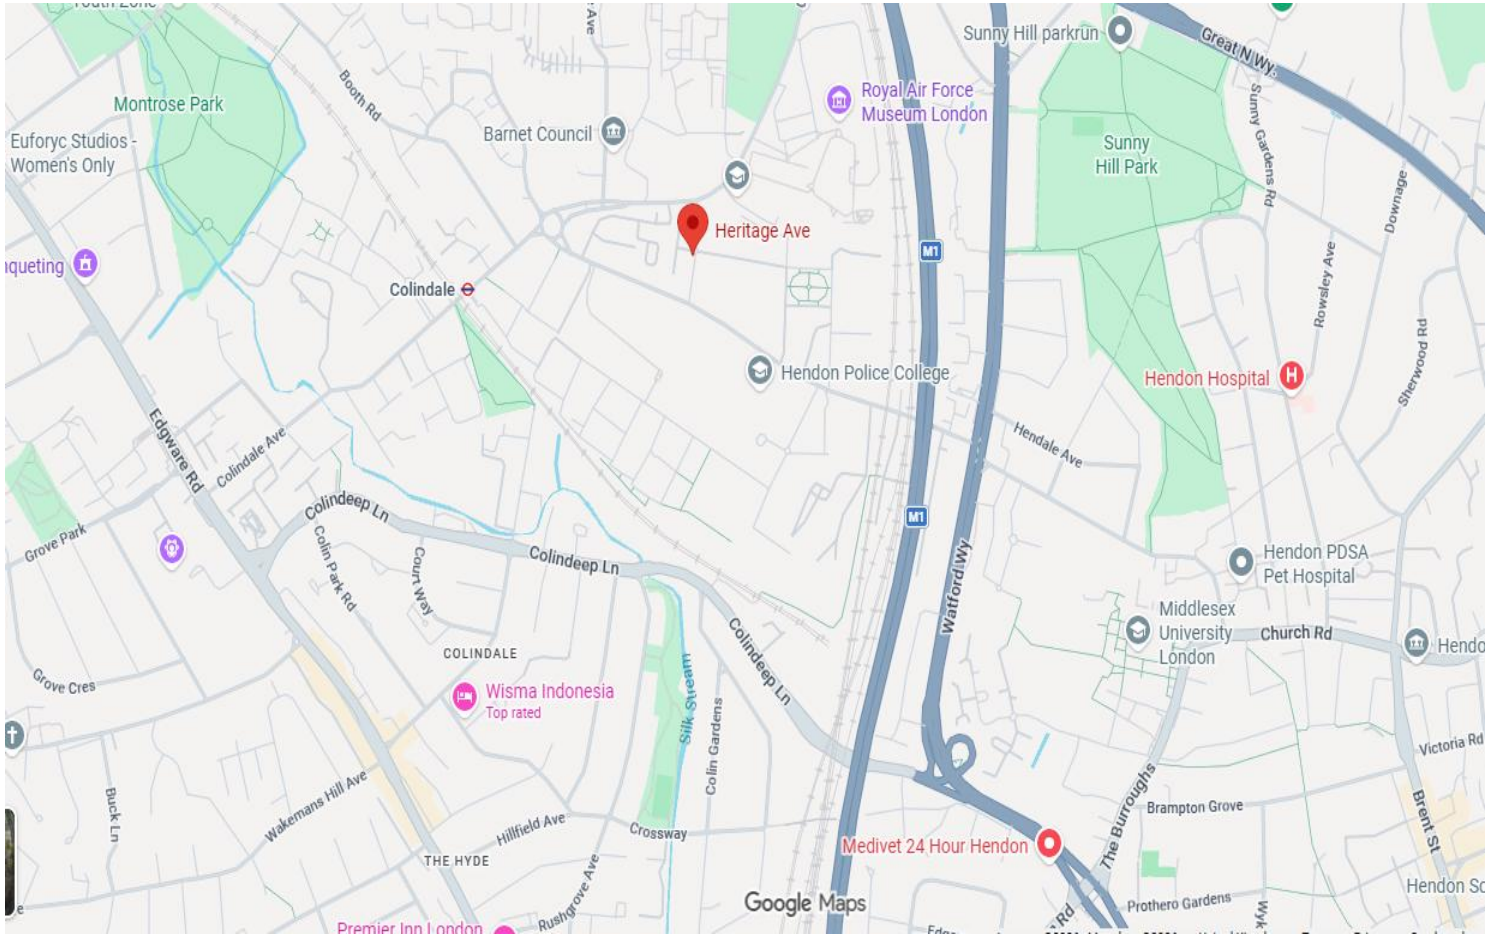 Youth Zone
Sunny Hill parkrun
Great N Wy.
Booth Rd
Montrose Park
Royal Air Force
Museum London
Barnet Council
Euforyc Studios -
Women's Only
Sunny
Hill Park
Sunny Gardens Rd
Downage
Heritage Ave
M1
nqueting
Colindale
Rowsley Ave
Sherwood Rd
Hendon Police College
Hendon Hospital
H
Edgware Rd
Colindale Ave
Hendale Ave
Colindeep Ln
M1
Grove Park
Colin Park Rd
Court Way
Colindeep Ln
Watford Wy
Hendon PDSA
Pet Hospital
Middlesex
University
London
Church Rd
Hendo
COLINDALE
Colindeep Ln
Grove Cres
Wisma Indonesia
Top rated
Silk Stream
Colin Gardens
Victoria Rd
Buck Ln
Wakemans Hill Ave
Hillfield Ave
Crossway
The Burroughs
Brampton Grove
Brent St
THE HYDE
Medivet 24 Hour Hendon
Rushgrove Ave
Google Maps
Hendon Sc
Prothero Gardens
Premier Inn London
Rd